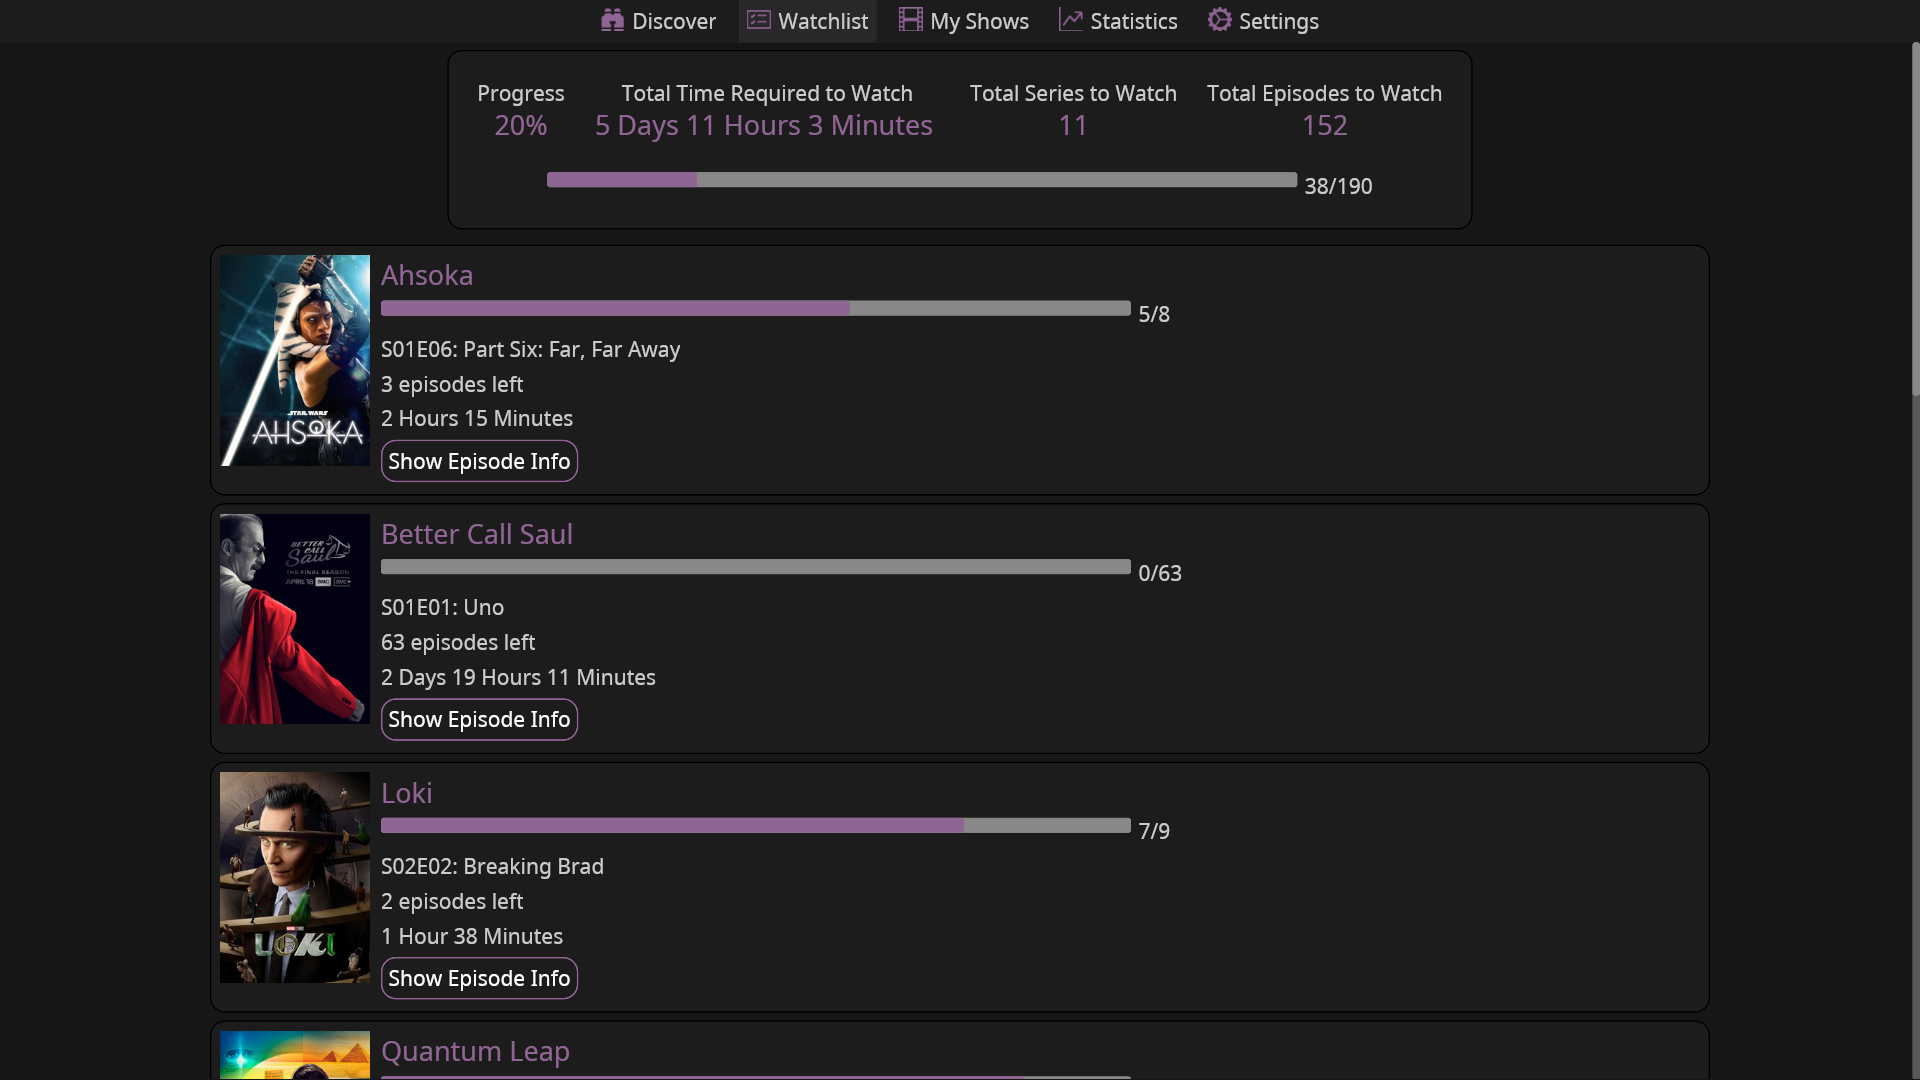 Discover Watchlist My Shows Statistics Settings
Progress Total Time Required to Watch Total Series to Watch Total Episodes to Watch
20% 5 Days 11 Hours 3 Minutes 11 152
38/190
Ahsoka
5/8
S01E06: Part Six: Far, Far Away
3 episodes left
2 Hours 15 Minutes
Show Episode Info
STAR WARS
AHSOKA
Better Call Saul
0/63
S01E01: Uno
63 episodes left
2 Days 19 Hours 11 Minutes
Show Episode Info
BETTER
CALL
Saul
THE FINAL SEASON
APRIL 18 amc amc+
Loki
7/9
S02E02: Breaking Brad
2 episodes left
1 Hour 38 Minutes
Show Episode Info
LOKI
Quantum Leap